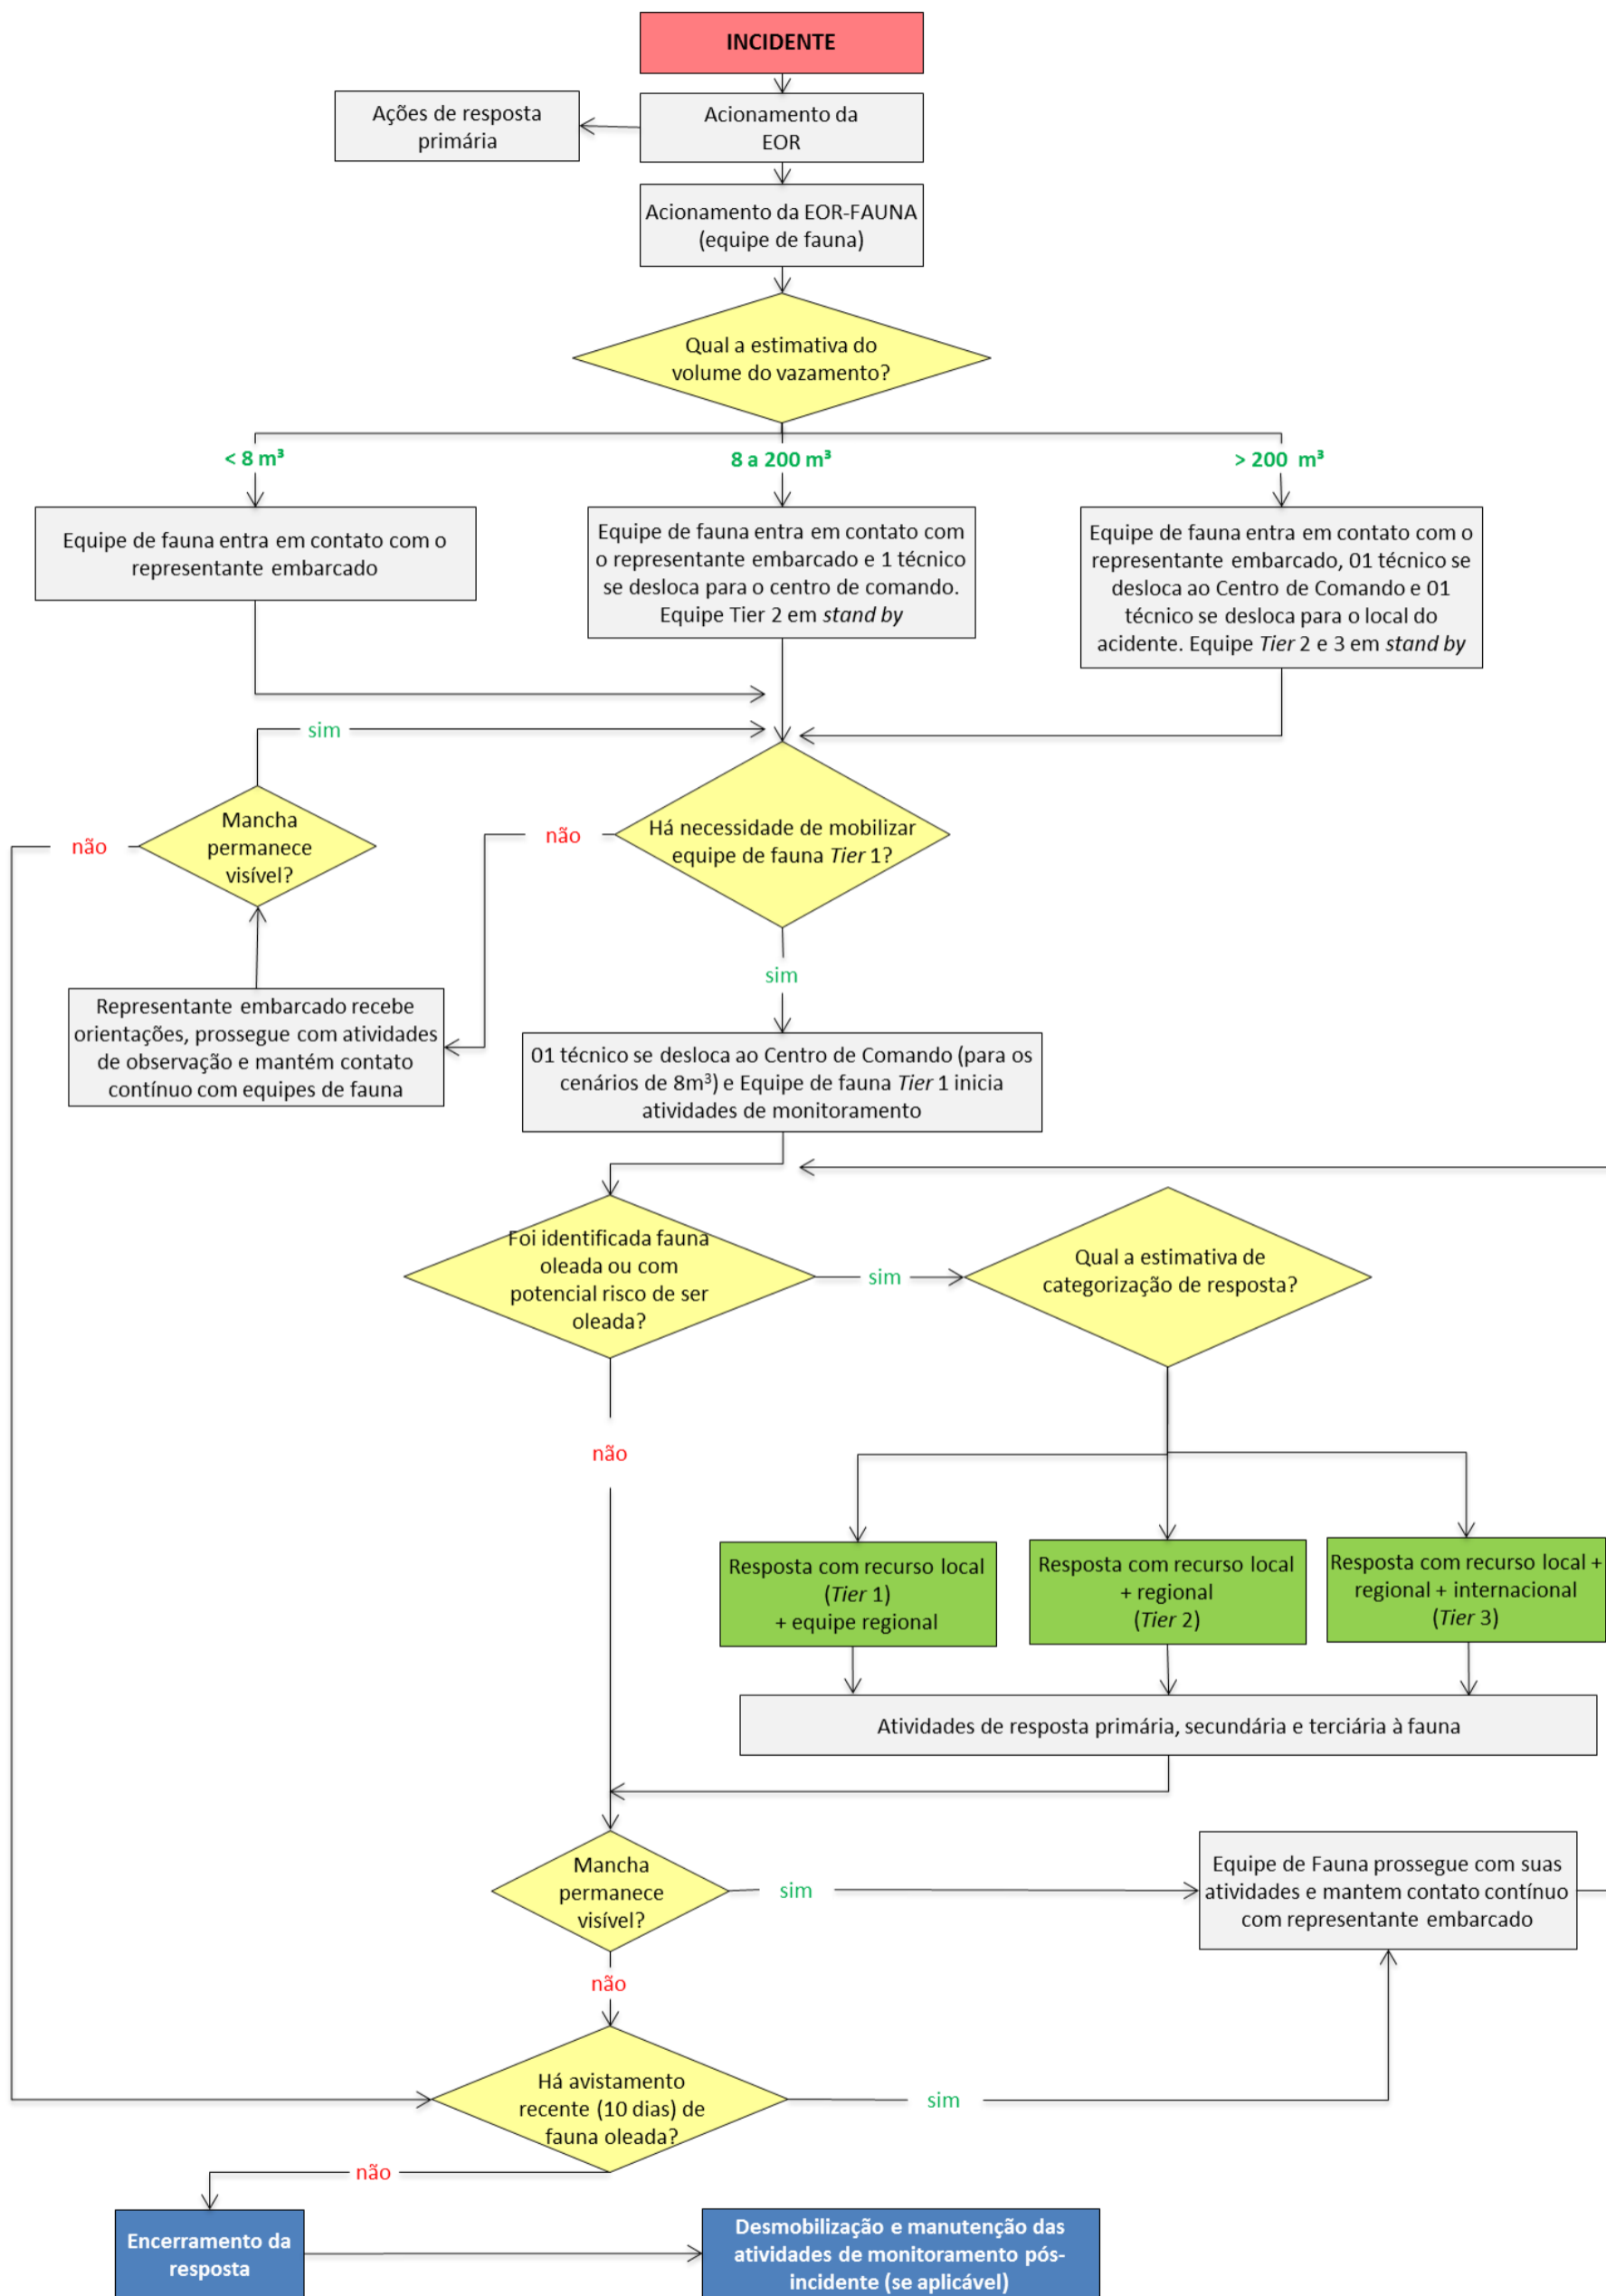 INCIDENTE
Ações de resposta
primária
Acionamento da
EOR
Acionamento da EOR-FAUNA
(equipe de fauna)
Qual a estimativa do
volume do vazamento?
< 8 m³
8 a 200 m³
> 200 m³
Equipe de fauna entra em contato com o
representante embarcado
Equipe de fauna entra em contato com
o representante embarcado e 1 técnico
se desloca para o centro de comando.
Equipe Tier 2 em stand by
Equipe de fauna entra em contato com o
representante embarcado, 01 técnico se
desloca ao Centro de Comando e 01
técnico se desloca para o local do
acidente. Equipe Tier 2 e 3 em stand by
sim
Mancha
permanece
visível?
não
não
Há necessidade de mobilizar
equipe de fauna Tier 1?
sim
Representante embarcado recebe
orientações, prossegue com atividades
de observação e mantém contato
contínuo com equipes de fauna
01 técnico se desloca ao Centro de Comando (para os
cenários de 8m³) e Equipe de fauna Tier 1 inicia
atividades de monitoramento
Foi identificada fauna
oleada ou com
potencial risco de ser
oleada?
sim
Qual a estimativa de
categorização de resposta?
não
Resposta com recurso local
(Tier 1)
+ equipe regional
Resposta com recurso local
+ regional
(Tier 2)
Resposta com recurso local +
regional + internacional
(Tier 3)
Atividades de resposta primária, secundária e terciária à fauna
Mancha
permanece
visível?
sim
Equipe de Fauna prossegue com suas
atividades e mantem contato contínuo
com representante embarcado
não
Há avistamento
recente (10 dias) de
fauna oleada?
sim
não
Encerramento da
resposta
Desmobilização e manutenção das
atividades de monitoramento pós-
incidente (se aplicável)